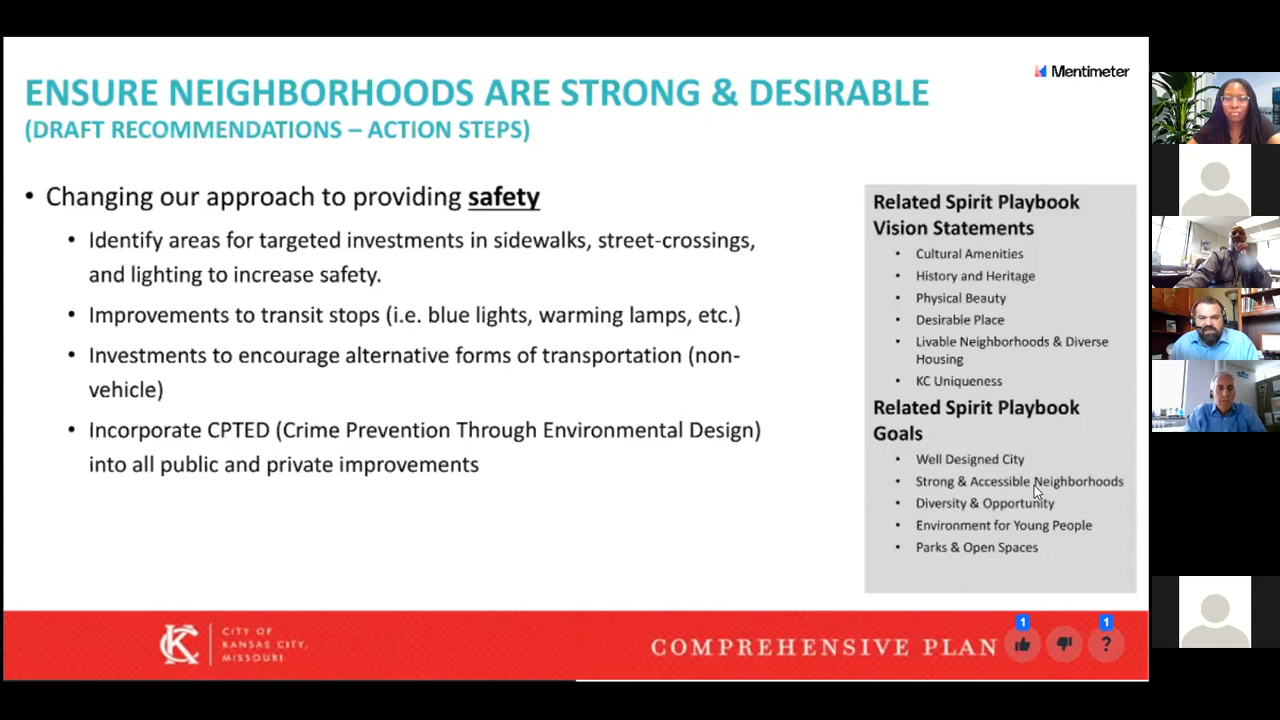 Mentimeter
ENSURE NEIGHBORHOODS ARE STRONG & DESIRABLE
(DRAFT RECOMMENDATIONS – ACTION STEPS)
• Changing our approach to providing safety
• Identify areas for targeted investments in sidewalks, street-crossings,
and lighting to increase safety.
• Improvements to transit stops (i.e. blue lights, warming lamps, etc.)
• Investments to encourage alternative forms of transportation (non-
vehicle)
• Incorporate CPTED (Crime Prevention Through Environmental Design)
into all public and private improvements
Related Spirit Playbook
Vision Statements
• Cultural Amenities
• History and Heritage
• Physical Beauty
• Desirable Place
• Livable Neighborhoods & Diverse
Housing
• KC Uniqueness
Related Spirit Playbook
Goals
• Well Designed City
• Strong & Accessible Neighborhoods
• Diversity & Opportunity
• Environment for Young People
• Parks & Open Spaces
KC
CITY OF
KANSAS CITY,
MISSOURI
COMPREHENSIVE PLAN
1
1
?